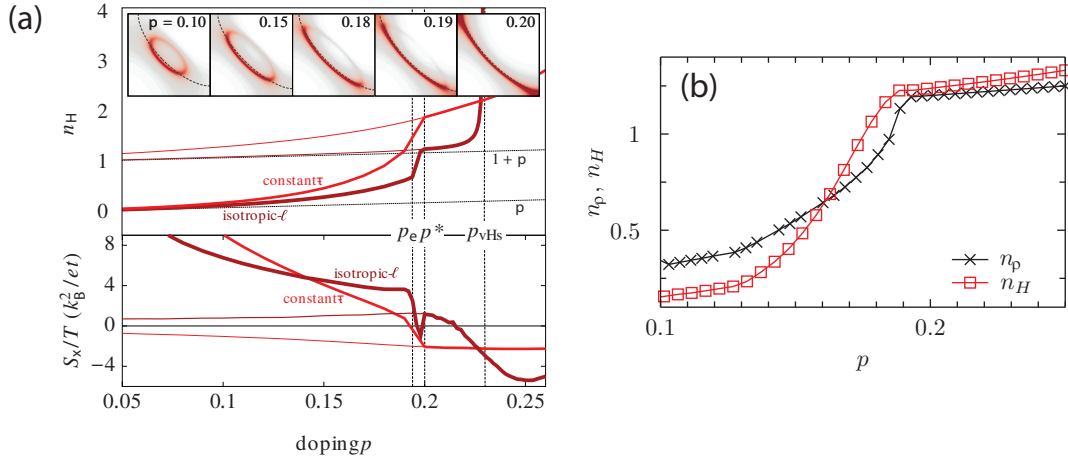 (a)
4
3
2
1
0
n_H
p = 0.10
0.15
0.18
0.19
0.20
1 + p
constant τ
p
isotropic-ℓ
p_e p* p_vHs
8
4
0
−4
S_x/T (k_B^2/et)
isotropic-ℓ
constant τ
0.05
0.1
0.15
0.2
0.25
doping p
(b)
1
0.5
n_ρ, n_H
n_ρ
n_H
0.1
0.2
p